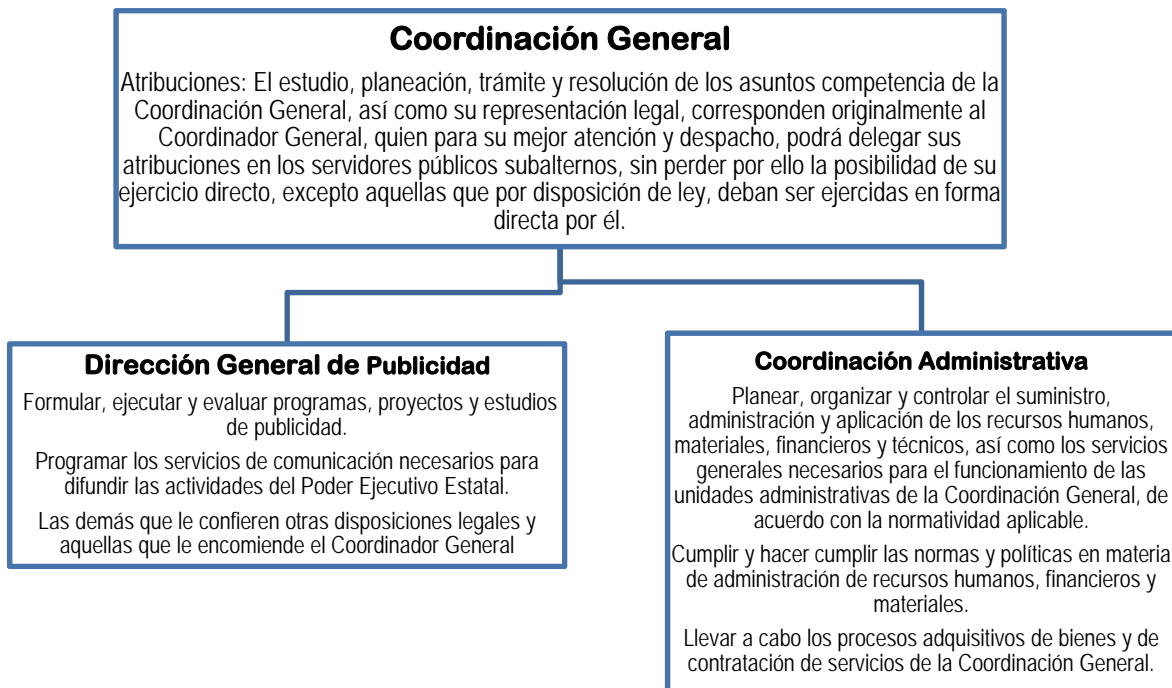 Coordinación General
Atribuciones: El estudio, planeación, trámite y resolución de los asuntos competencia de la
Coordinación General, así como su representación legal, corresponden originalmente al
Coordinador General, quien para su mejor atención y despacho, podrá delegar sus
atribuciones en los servidores públicos subalternos, sin perder por ello la posibilidad de su
ejercicio directo, excepto aquellas que por disposición de ley, deban ser ejercidas en forma
directa por él.
Dirección General de Publicidad
Formular, ejecutar y evaluar programas, proyectos y estudios
de publicidad.
Programar los servicios de comunicación necesarios para
difundir las actividades del Poder Ejecutivo Estatal.
Las demás que le confieren otras disposiciones legales y
aquellas que le encomiende el Coordinador General
Coordinación Administrativa
Planear, organizar y controlar el suministro,
administración y aplicación de los recursos humanos,
materiales, financieros y técnicos, así como los servicios
generales necesarios para el funcionamiento de las
unidades administrativas de la Coordinación General, de
acuerdo con la normatividad aplicable.
Cumplir y hacer cumplir las normas y políticas en materia
de administración de recursos humanos, financieros y
materiales.
Llevar a cabo los procesos adquisitivos de bienes y de
contratación de servicios de la Coordinación General.